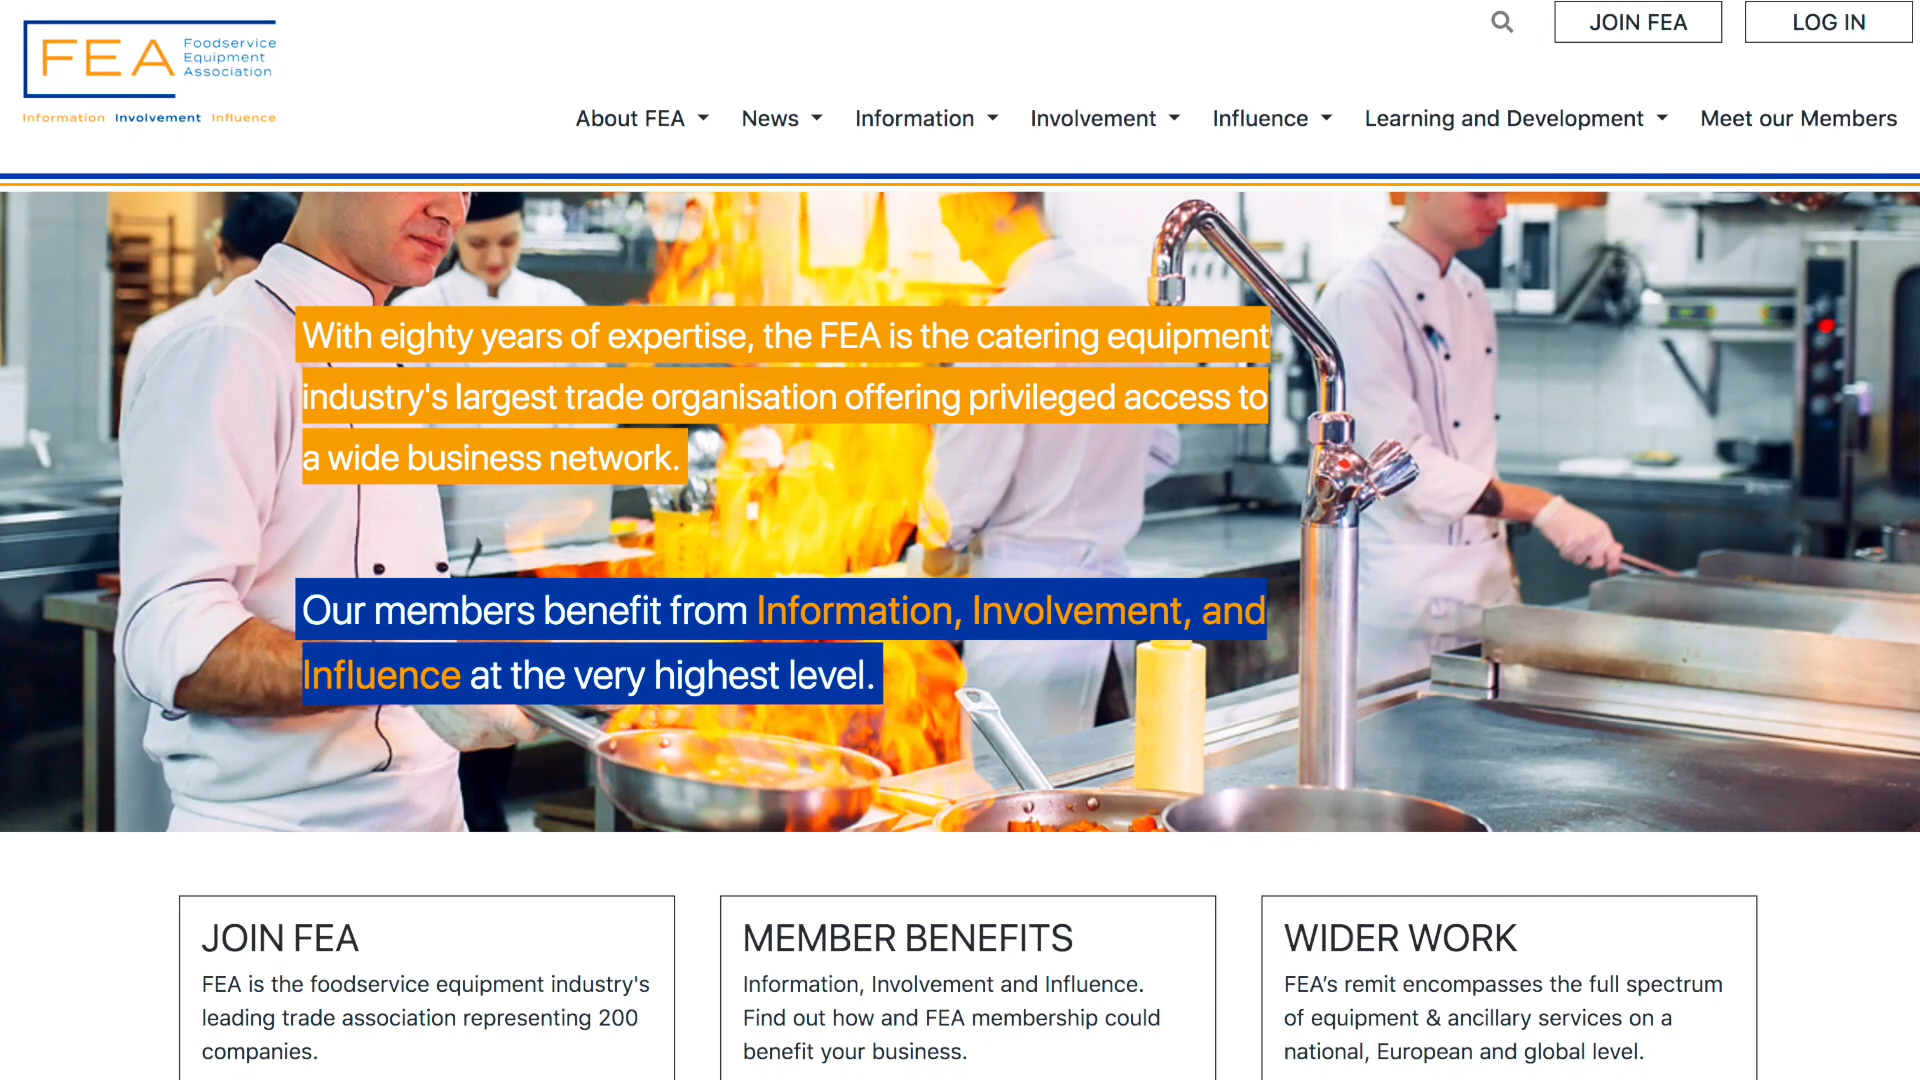 JOIN FEA
LOG IN
FEA
Foodservice
Equipment
Association
Information Involvement Influence
About FEA
News
Information
Involvement
Influence
Learning and Development
Meet our Members
With eighty years of expertise, the FEA is the catering equipment
industry's largest trade organisation offering privileged access to
a wide business network.
Our members benefit from Information, Involvement, and
Influence at the very highest level.
JOIN FEA
FEA is the foodservice equipment industry's
leading trade association representing 200
companies.
MEMBER BENEFITS
Information, Involvement and Influence.
Find out how and FEA membership could
benefit your business.
WIDER WORK
FEA’s remit encompasses the full spectrum
of equipment & ancillary services on a
national, European and global level.